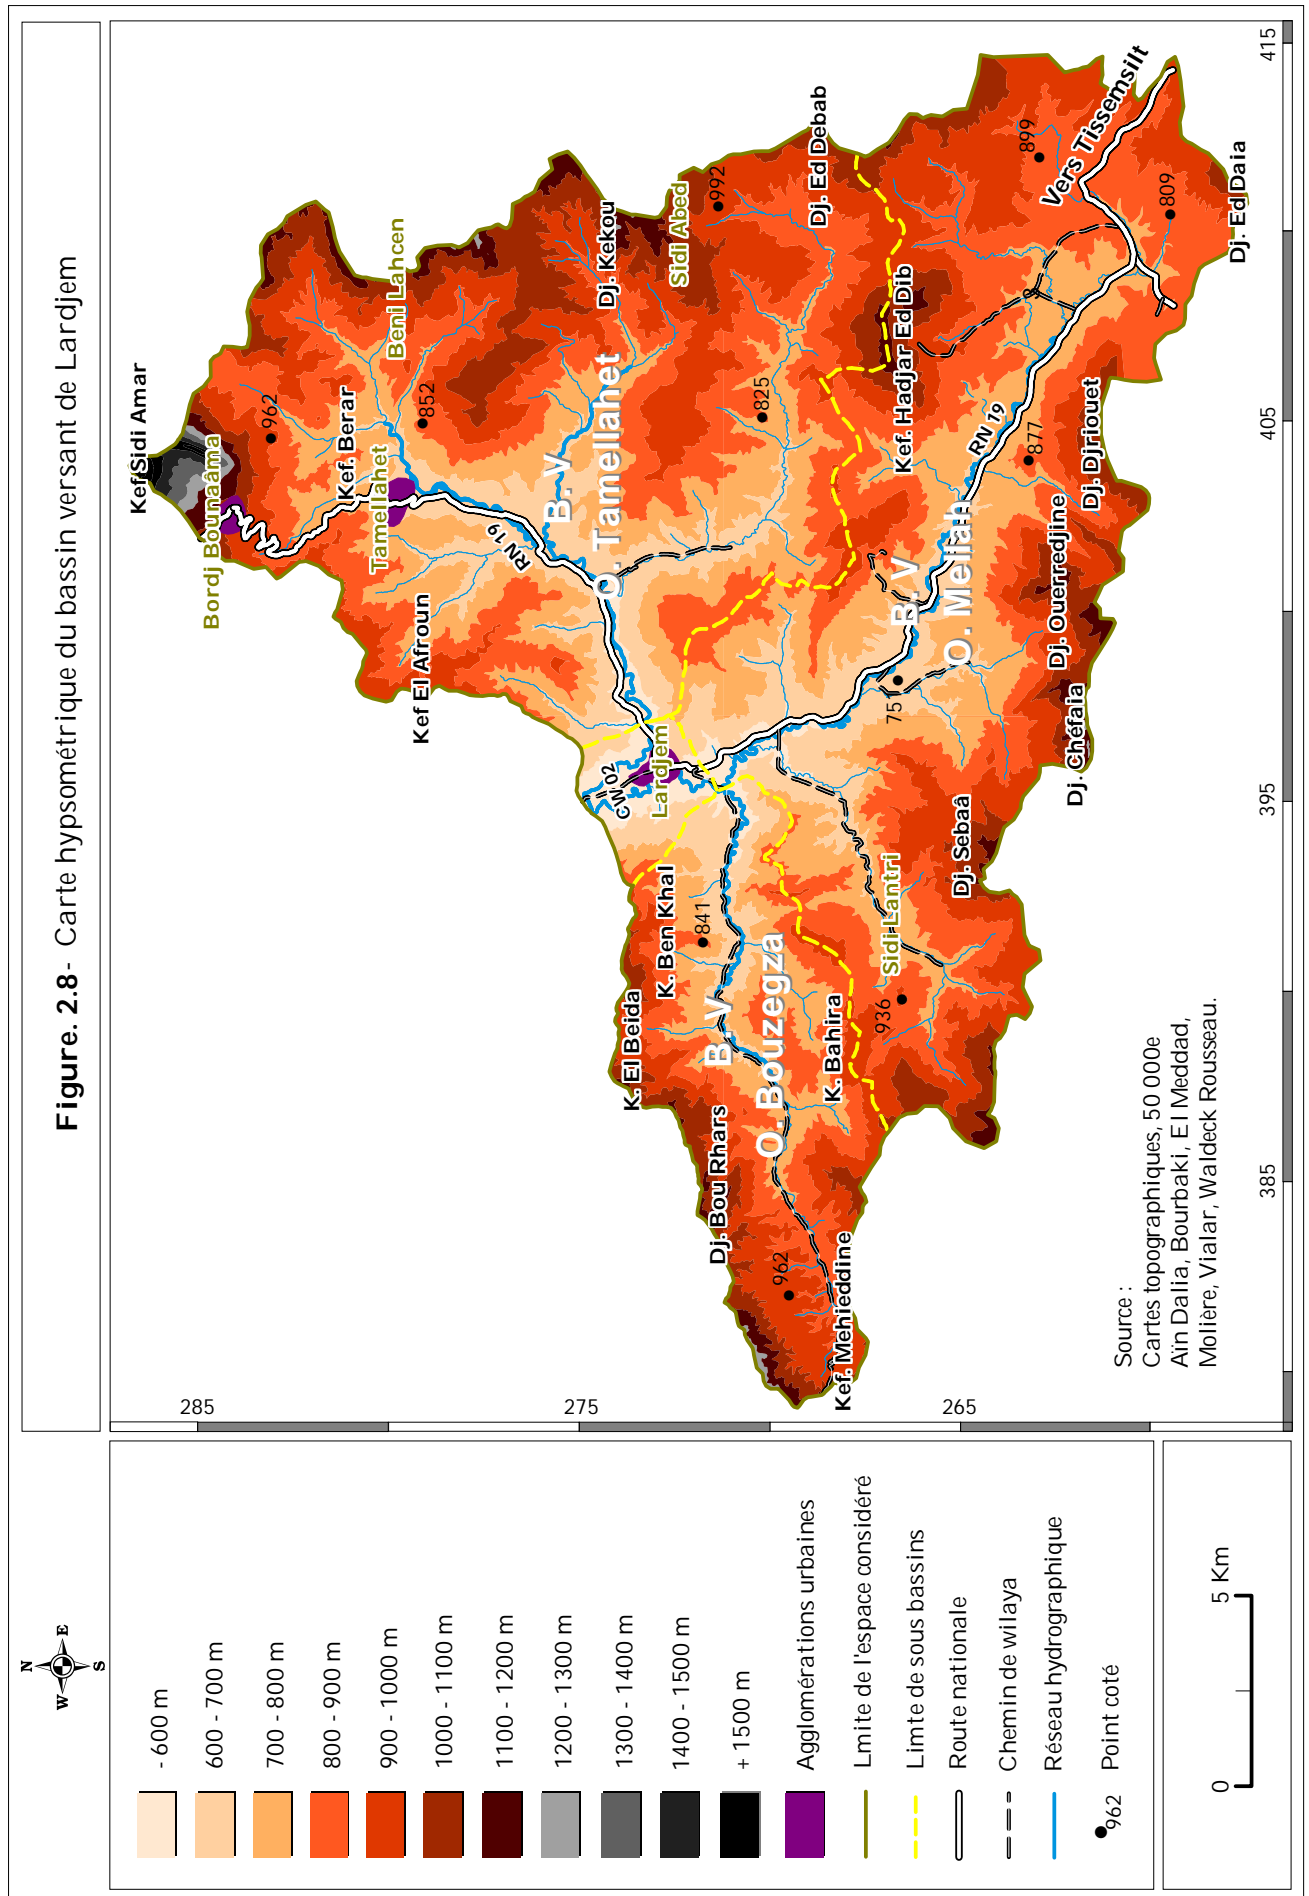 Figure. 2.8- Carte hypsométrique du bassin versant de Lardjem
N
W
E
S
- 600 m
600 - 700 m
700 - 800 m
800 - 900 m
900 - 1000 m
1000 - 1100 m
1100 - 1200 m
1200 - 1300 m
1300 - 1400 m
1400 - 1500 m
+ 1500 m
Agglomérations urbaines
Lmite de l'espace considéré
Limte de sous bassins
Route nationale
Chemin de wilaya
Réseau hydrographique
962 Point coté
0 5 Km
285
275
265
385
395
405
415
Kef Sidi Amar
Bordj Bounaâma
962
Kef. Berar
Beni Lahcen
852
Tamellahet
Kef El Afroun
RN 19
B. V.
O. Tamellahet
Dj. Kekou
Sidi Abed
992
Dj. Ed Debab
825
CW 02
Lardjem
K. Ben Khal
841
K. El Beida
B. V
O. Bouzegza
Dj. Bou Rhars
K. Bahira
962
Kef. Mehieddine
936
Sidi Lantri
Dj. Sebaâ
Dj. Chéfaia
Dj. Ouerredjine
Dj. Djriouet
751
B. V
O. Mellah
RN 19
877
Kef. Hadjar Ed Dib
899
Vers Tissemsilt
809
Dj. Ed Daia
Source :
Cartes topographiques, 50 000e
Ain Dalia, Bourbaki, El Meddad,
Molière, Vialar, Waldeck Rousseau.